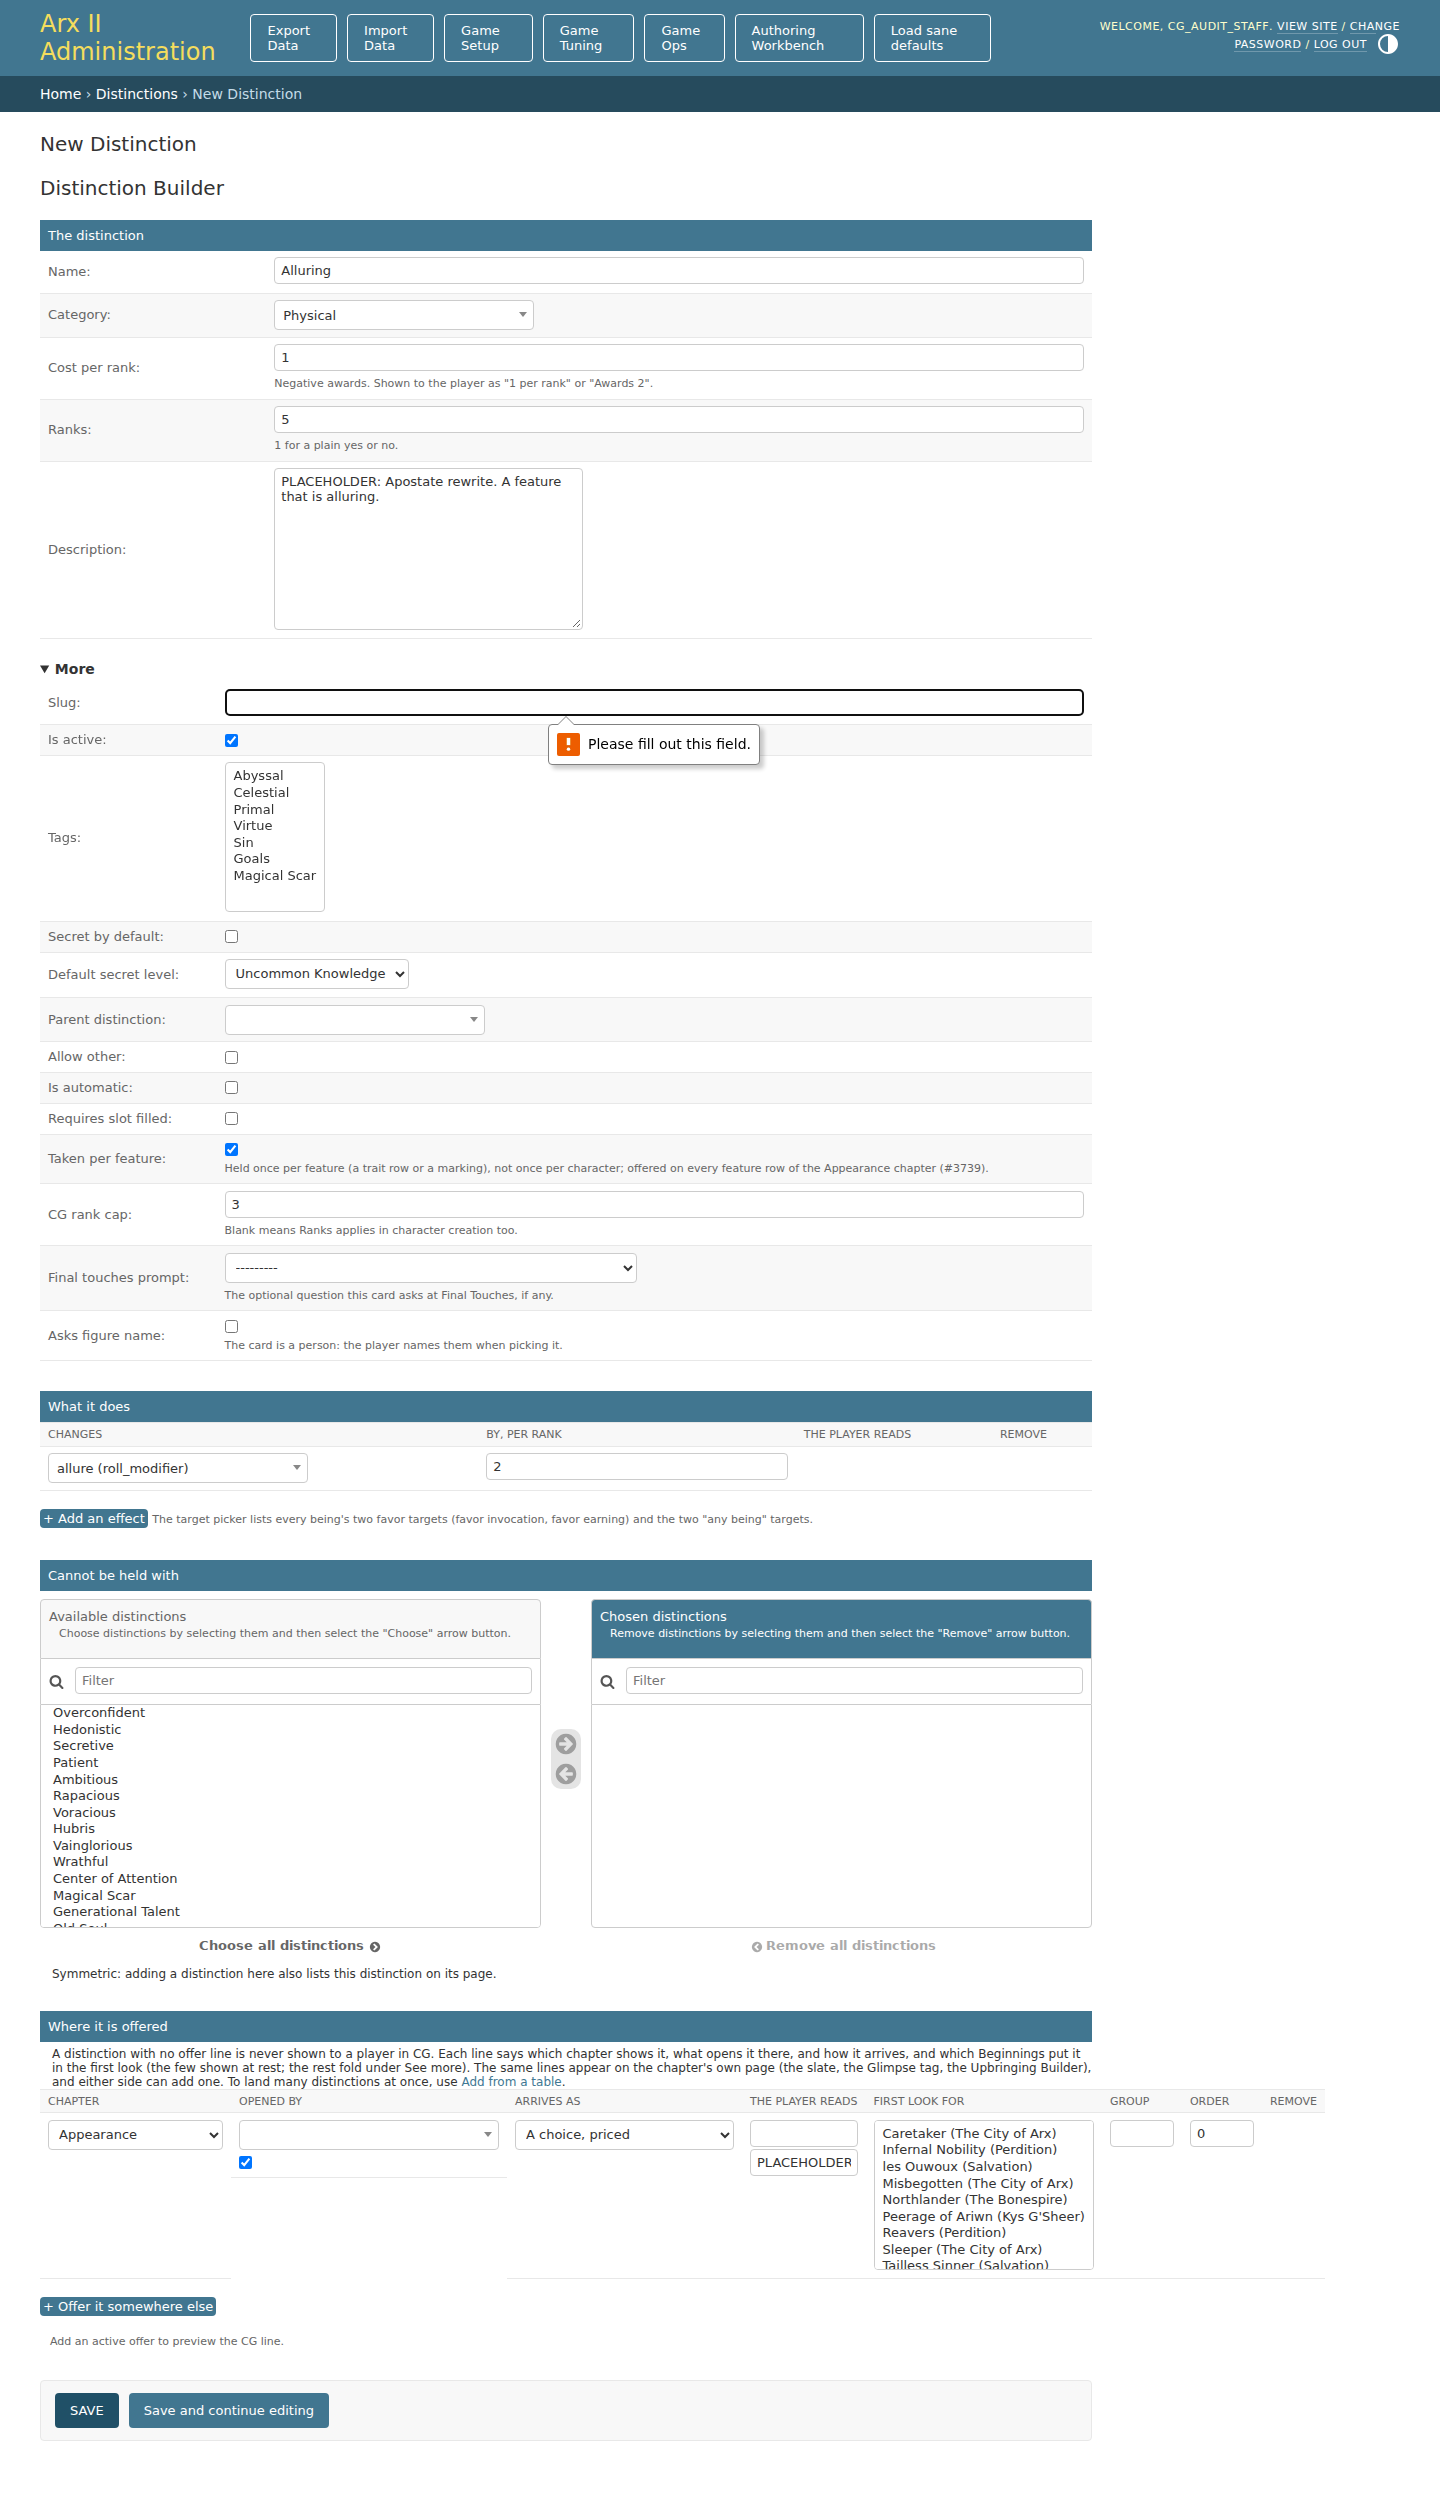 Arx II
Administration
Export
Data
Import
Data
Game
Setup
Game
Tuning
Game
Ops
Authoring
Workbench
Load sane
defaults
WELCOME, CG_AUDIT_STAFF. VIEW SITE / CHANGE
PASSWORD / LOG OUT
Home › Distinctions › New Distinction
New Distinction
Distinction Builder
The distinction
Name:
Alluring
Category:
Physical
Cost per rank:
1
Negative awards. Shown to the player as "1 per rank" or "Awards 2".
Ranks:
5
1 for a plain yes or no.
Description:
PLACEHOLDER: Apostate rewrite. A feature
that is alluring.
▼ More
Slug:
Please fill out this field.
Is active:
Tags:
Abyssal
Celestial
Primal
Virtue
Sin
Goals
Magical Scar
Secret by default:
Default secret level:
Uncommon Knowledge
Parent distinction:
Allow other:
Is automatic:
Requires slot filled:
Taken per feature:
Held once per feature (a trait row or a marking), not once per character; offered on every feature row of the Appearance chapter (#3739).
CG rank cap:
3
Blank means Ranks applies in character creation too.
Final touches prompt:
---------
The optional question this card asks at Final Touches, if any.
Asks figure name:
The card is a person: the player names them when picking it.
What it does
CHANGES BY, PER RANK THE PLAYER READS REMOVE
allure (roll_modifier) 2
+ Add an effect The target picker lists every being's two favor targets (favor invocation, favor earning) and the two "any being" targets.
Cannot be held with
Available distinctions
Choose distinctions by selecting them and then select the "Choose" arrow button.
Filter
Overconfident
Hedonistic
Secretive
Patient
Ambitious
Rapacious
Voracious
Hubris
Vainglorious
Wrathful
Center of Attention
Magical Scar
Generational Talent
Old Soul
Choose all distinctions
Chosen distinctions
Remove distinctions by selecting them and then select the "Remove" arrow button.
Filter
Remove all distinctions
Symmetric: adding a distinction here also lists this distinction on its page.
Where it is offered
A distinction with no offer line is never shown to a player in CG. Each line says which chapter shows it, what opens it there, and how it arrives, and which Beginnings put it
in the first look (the few shown at rest; the rest fold under See more). The same lines appear on the chapter's own page (the slate, the Glimpse tag, the Upbringing Builder),
and either side can add one. To land many distinctions at once, use Add from a table.
CHAPTER OPENED BY ARRIVES AS THE PLAYER READS FIRST LOOK FOR GROUP ORDER REMOVE
Appearance
A choice, priced
PLACEHOLDER
Caretaker (The City of Arx)
Infernal Nobility (Perdition)
les Ouwoux (Salvation)
Misbegotten (The City of Arx)
Northlander (The Bonespire)
Peerage of Ariwn (Kys G'Sheer)
Reavers (Perdition)
Sleeper (The City of Arx)
Tailless Sinner (Salvation)
0
+ Offer it somewhere else
Add an active offer to preview the CG line.
SAVE
Save and continue editing